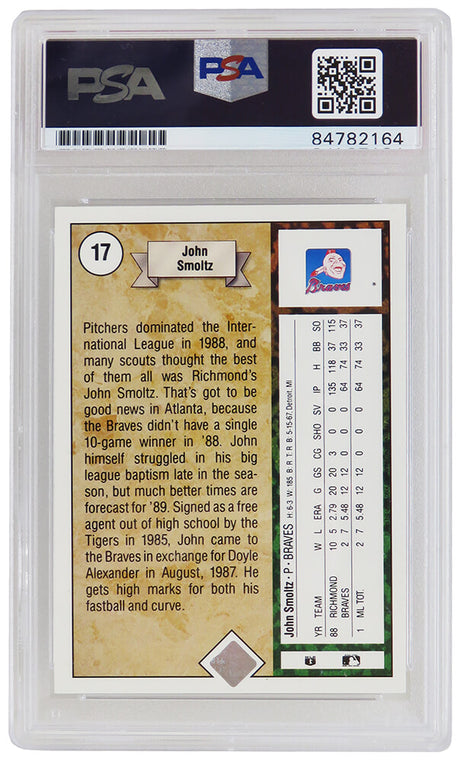 PSA
PSA
84782164
17
John
Smoltz
Braves
Pitchers dominated the Inter-
national League in 1988, and
many scouts thought the best
of them all was Richmond's
John Smoltz. That's got to be
good news in Atlanta, because
the Braves didn't have a single
10-game winner in '88. John
himself struggled in his big
league baptism late in the sea-
son, but much better times are
forecast for '89. Signed as a free
agent out of high school by the
Tigers in 1985, John came to
the Braves in exchange for Doyle
Alexander in August, 1987. He
gets high marks for both his
fastball and curve.
John Smoltz · P · BRAVES H: 6-3 W: 185 B: R T: R B: 5-15-67, Detroit, MI
YR TEAM W L ERA G GS CG SHO SV IP H BB SO
88 RICHMOND 10 5 2.79 20 20 3 0 0 135 118 37 115
BRAVES 2 7 5.48 12 12 0 0 0 64 74 33 37
1 ML TOT. 2 7 5.48 12 12 0 0 0 64 74 33 37